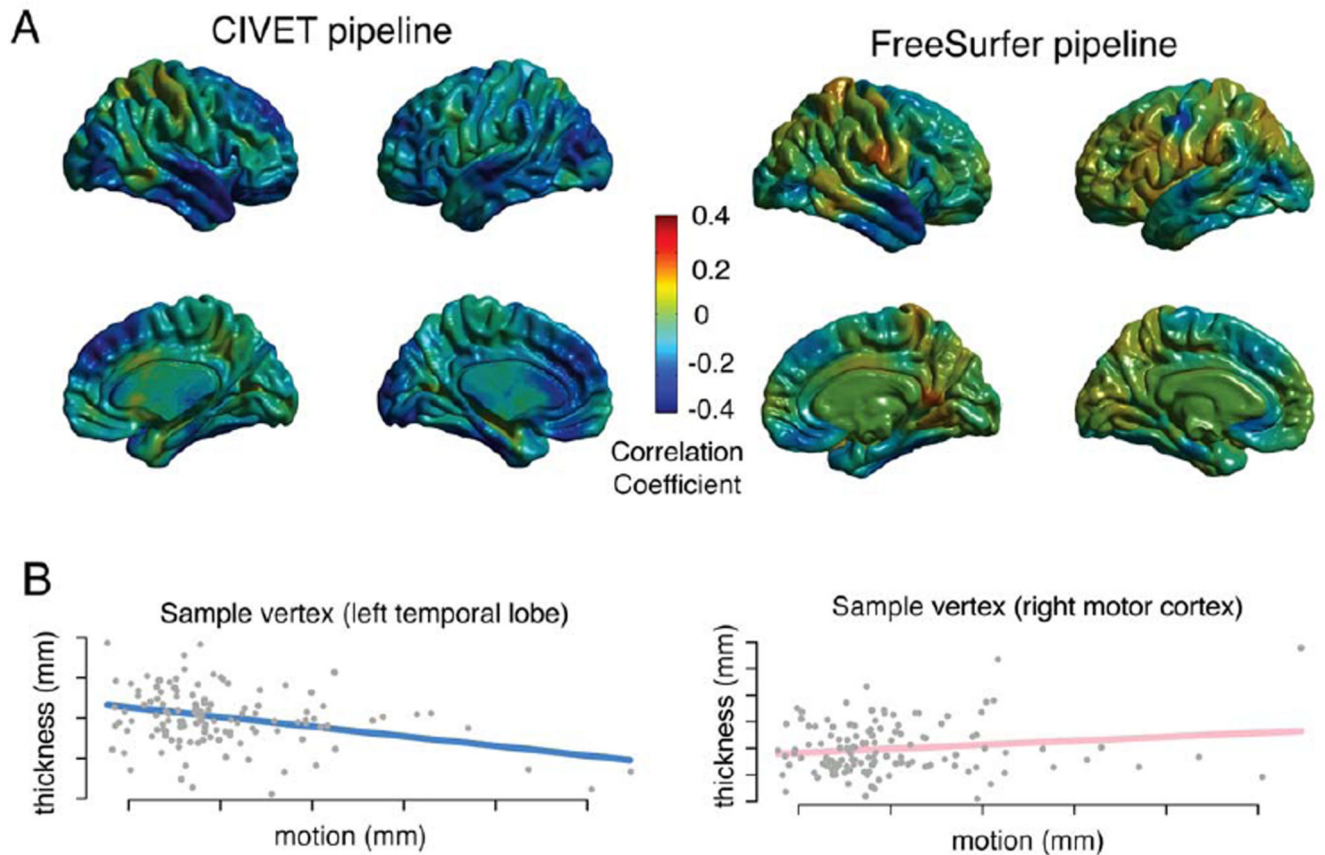 A
CIVET pipeline
FreeSurfer pipeline
0.4
0.2
0
-0.2
-0.4
Correlation
Coefficient
B
Sample vertex (left temporal lobe)
thickness (mm)
motion (mm)
Sample vertex (right motor cortex)
thickness (mm)
motion (mm)